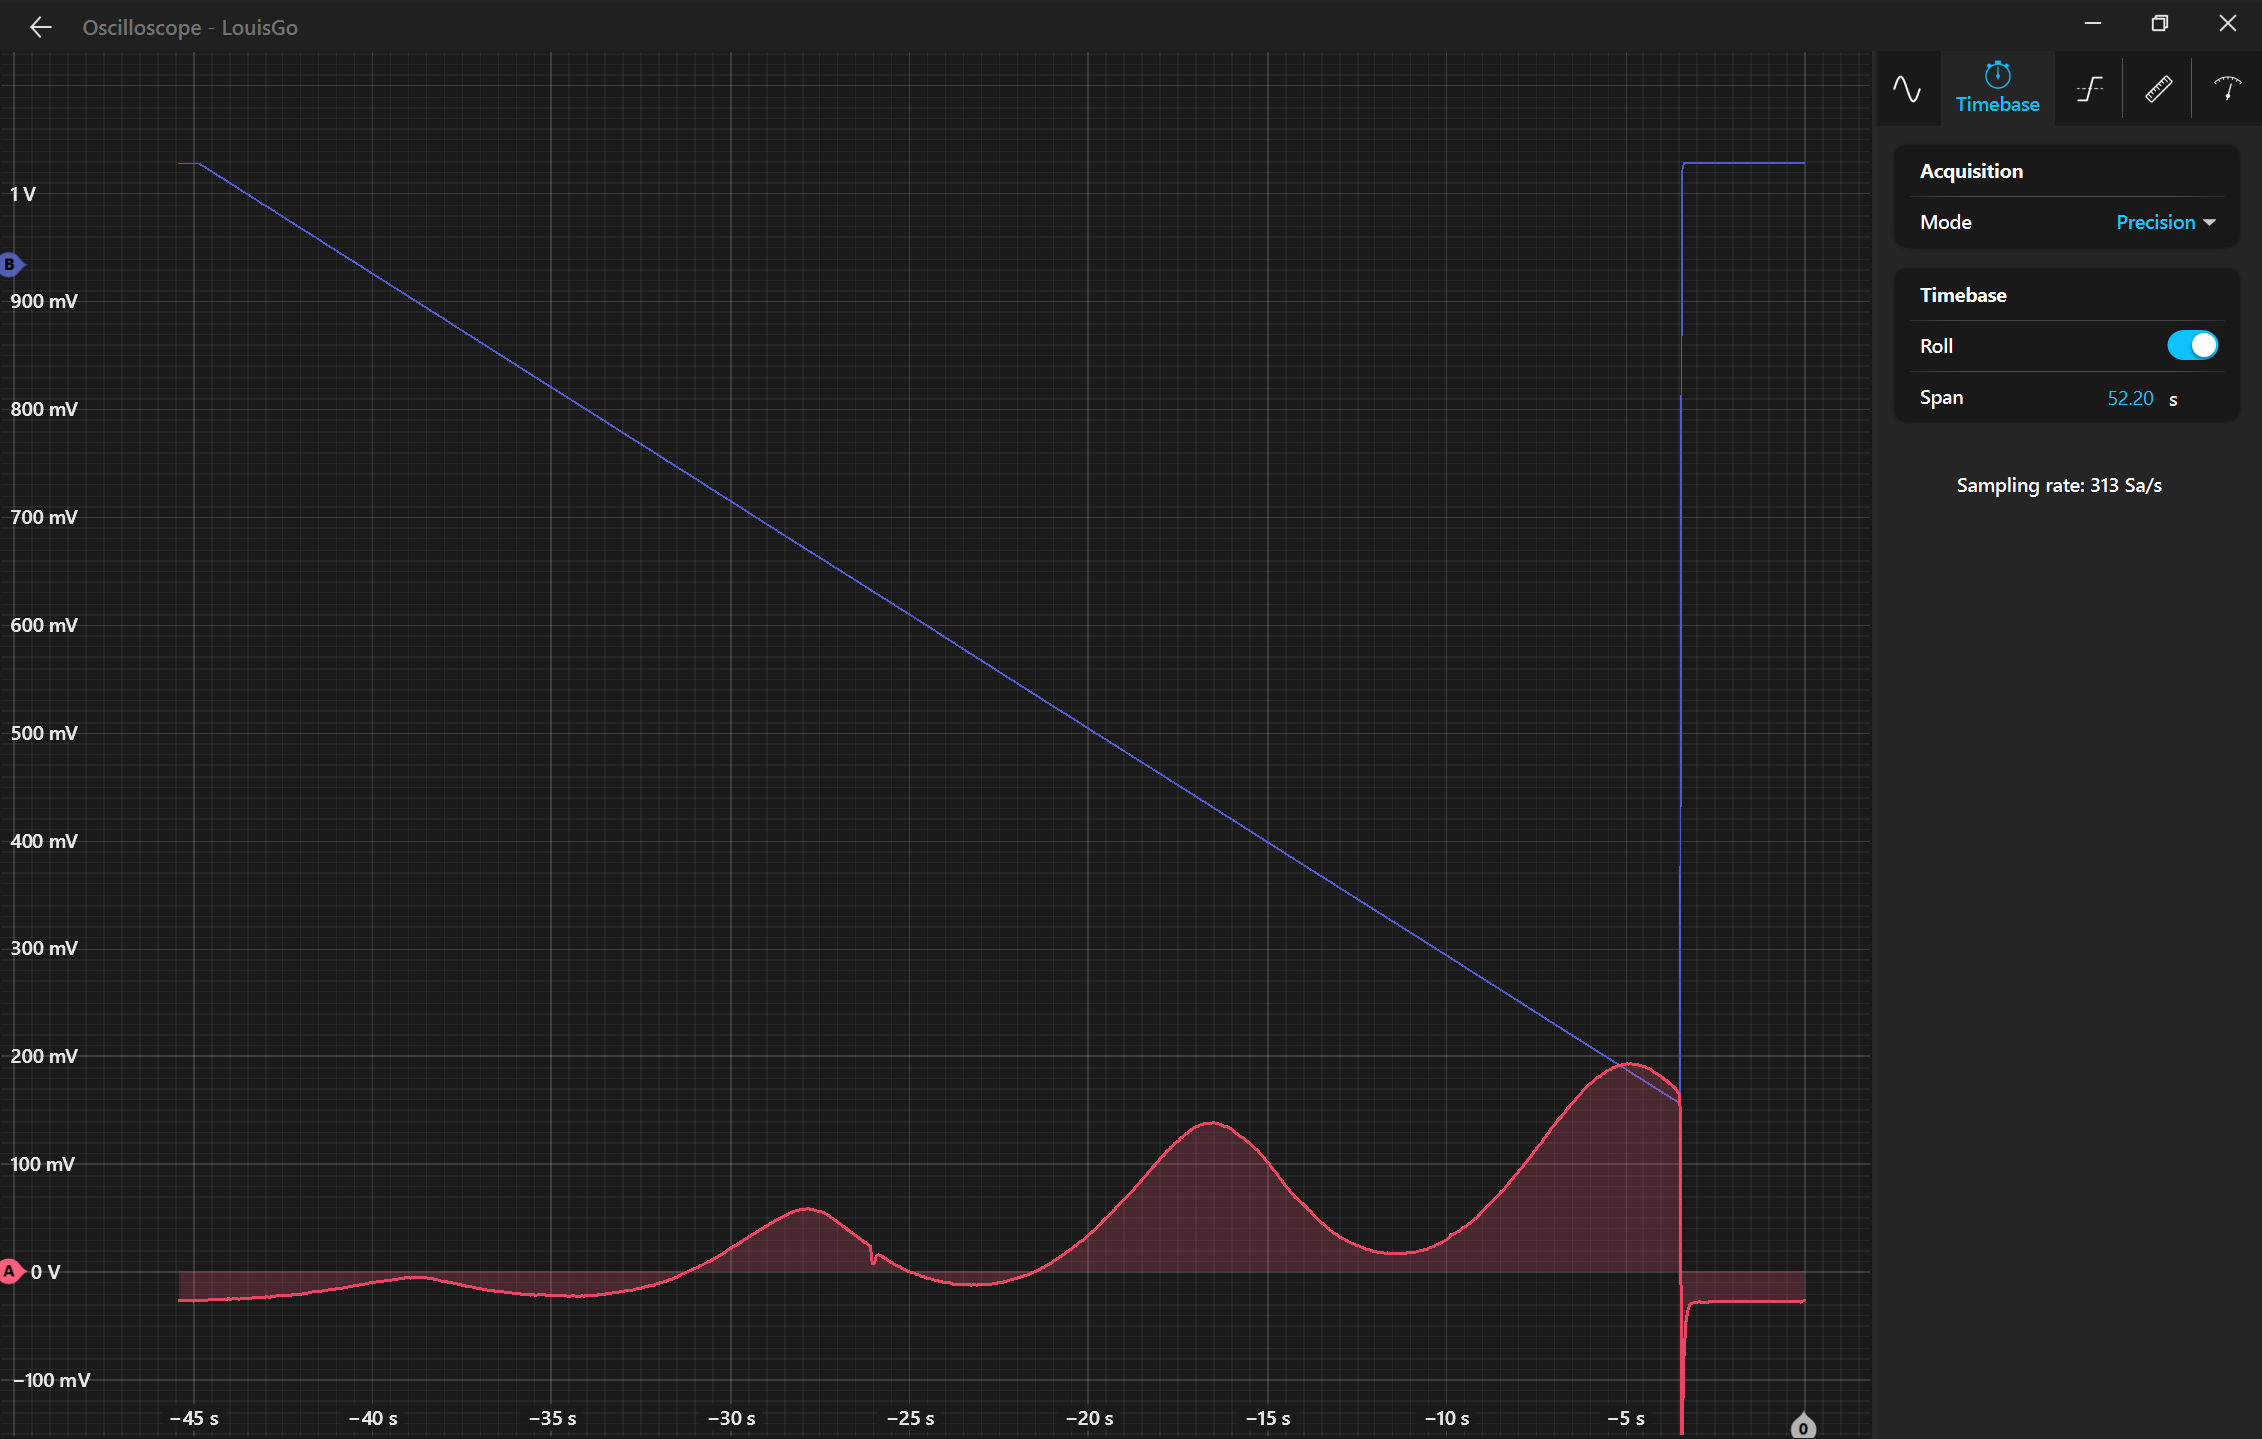 Oscilloscope - LouisGo
Timebase
Acquisition
Mode Precision
Timebase
Roll
Span 52.20 s
Sampling rate: 313 Sa/s
1 V
B
900 mV
800 mV
700 mV
600 mV
500 mV
400 mV
300 mV
200 mV
100 mV
A 0 V
−100 mV
−45 s −40 s −35 s −30 s −25 s −20 s −15 s −10 s −5 s 0